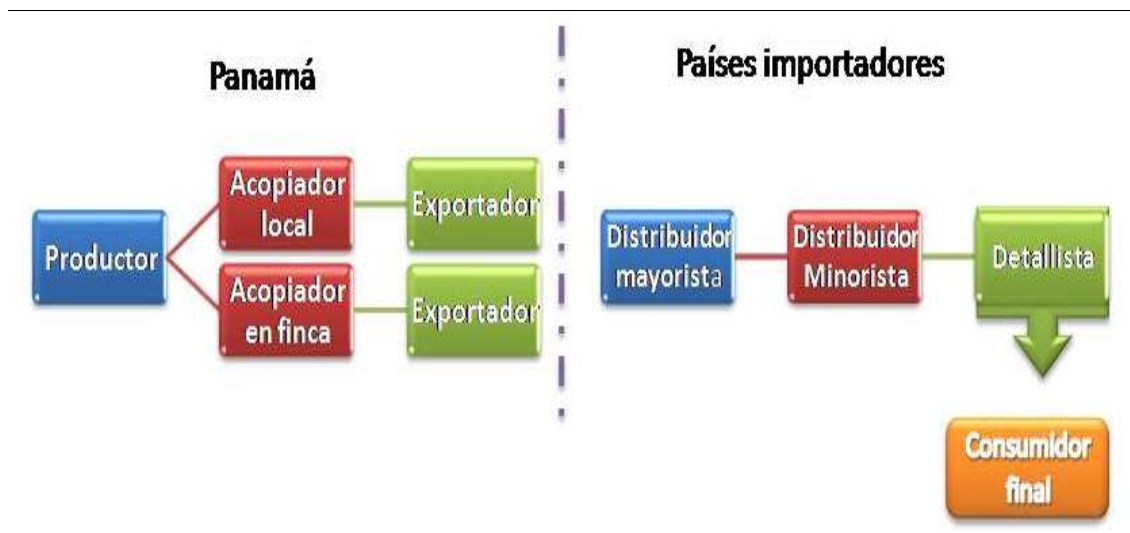 Panamá
Países importadores
Productor
Acopiador
local
Exportador
Acopiador
en finca
Exportador
Distribuidor
mayorista
Distribuidor
Minorista
Detallista
Consumidor
final